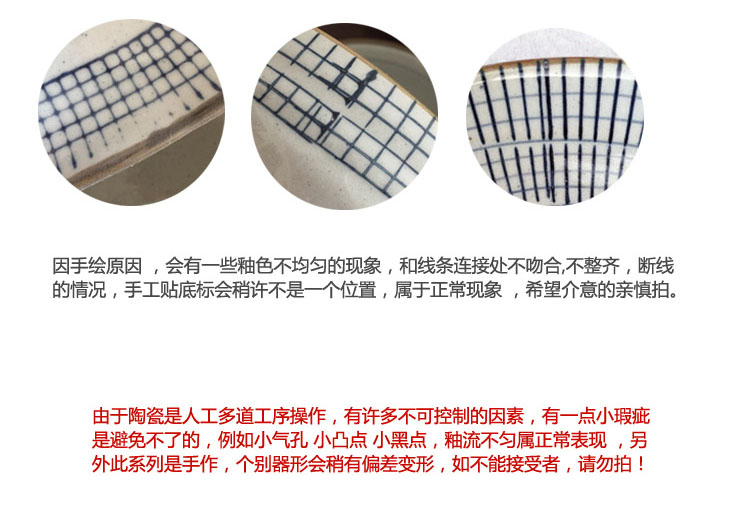 因手绘原因 ，会有一些釉色不均匀的现象，和线条连接处不吻合,不整齐，断线
的情况，手工贴底标会稍许不是一个位置，属于正常现象 ，希望介意的亲慎拍。
由于陶瓷是人工多道工序操作，有许多不可控制的因素，有一点小瑕疵
是避免不了的，例如小气孔 小凸点 小黑点，釉流不匀属正常表现 ，另
外此系列是手作，个别器形会稍有偏差变形，如不能接受者，请勿拍！